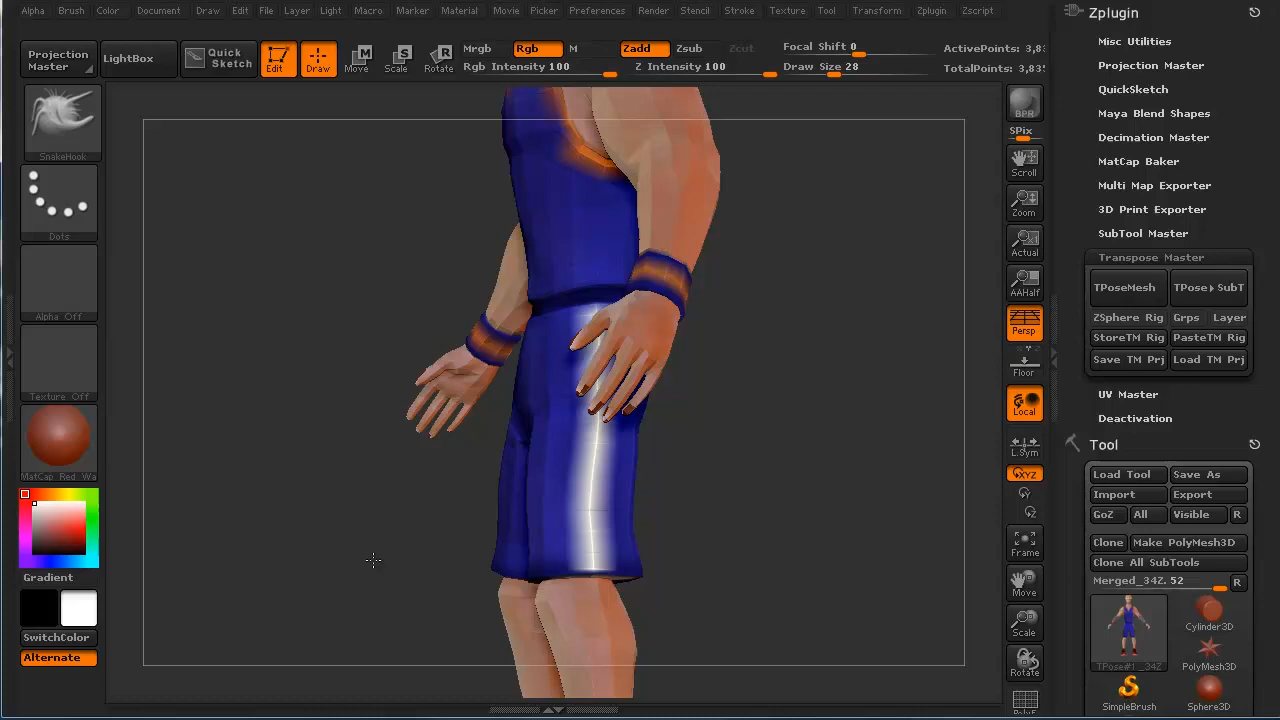 Alpha Brush Color Document Draw Edit File Layer Light Macro Marker Material Movie Picker Preferences Render Stencil Stroke Texture Tool Transform Zplugin Zscript
Projection
Master
LightBox
Quick
Sketch
Edit
Draw
Move
Scale
Rotate
Mrgb Rgb M
Rgb Intensity 100
Zadd Zsub Zcut
Z Intensity 100
Focal Shift 0
Draw Size 28
ActivePoints: 3,8
TotalPoints: 3,83
SnakeHook
Dots
Alpha Off
Texture Off
MatCap Red Wa
Gradient
SwitchColor
Alternate
BPR
SPix
Scroll
Zoom
Actual
AAHalf
Persp
Floor
Local
L.Sym
XYZ
Frame
Move
Scale
Rotate
PolyF
Zplugin
Misc Utilities
Projection Master
QuickSketch
Maya Blend Shapes
Decimation Master
MatCap Baker
Multi Map Exporter
3D Print Exporter
SubTool Master
Transpose Master
TPoseMesh TPose▸SubT
ZSphere Rig Grps Layer
StoreTM Rig PasteTM Rig
Save TM Prj Load TM Prj
UV Master
Deactivation
Tool
Load Tool Save As
Import Export
GoZ All Visible R
Clone Make PolyMesh3D
Clone All SubTools
Merged_34Z. 52 R
TPose#1_34Z
Cylinder3D
PolyMesh3D
SimpleBrush
Sphere3D